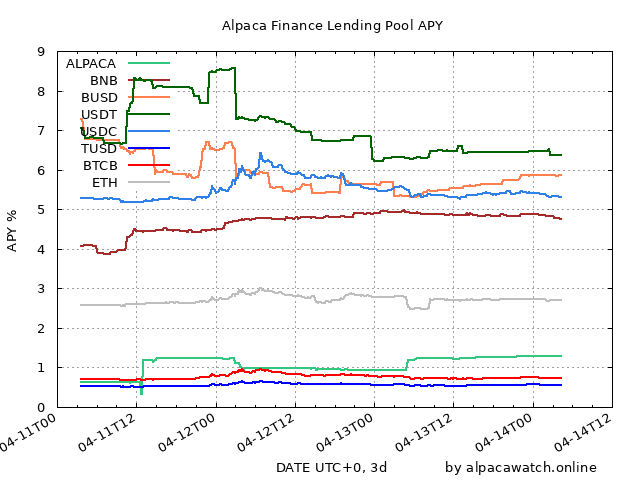 Alpaca Finance Lending Pool APY
9
8
7
6
5
4
3
2
1
0
APY %
ALPACA
BNB
BUSD
USDT
USDC
TUSD
BTCB
ETH
04-11T00
04-11T12
04-12T00
04-12T12
04-13T00
04-13T12
04-14T00
04-14T12
DATE UTC+0, 3d
by alpacawatch.online